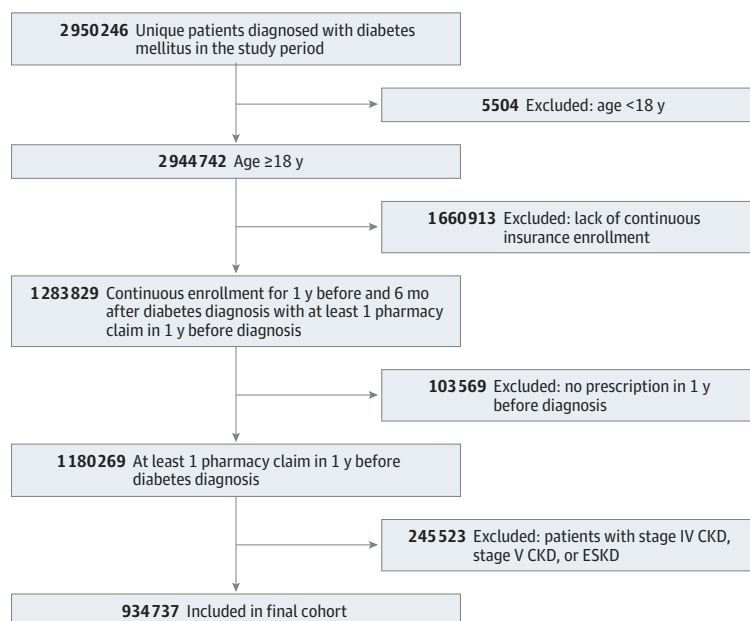 2950246 Unique patients diagnosed with diabetes
mellitus in the study period
5504 Excluded: age <18 y
2944742 Age ≥18 y
1660913 Excluded: lack of continuous
insurance enrollment
1283829 Continuous enrollment for 1 y before and 6 mo
after diabetes diagnosis with at least 1 pharmacy
claim in 1 y before diagnosis
103569 Excluded: no prescription in 1 y
before diagnosis
1180269 At least 1 pharmacy claim in 1 y before
diabetes diagnosis
245523 Excluded: patients with stage IV CKD,
stage V CKD, or ESKD
934737 Included in final cohort